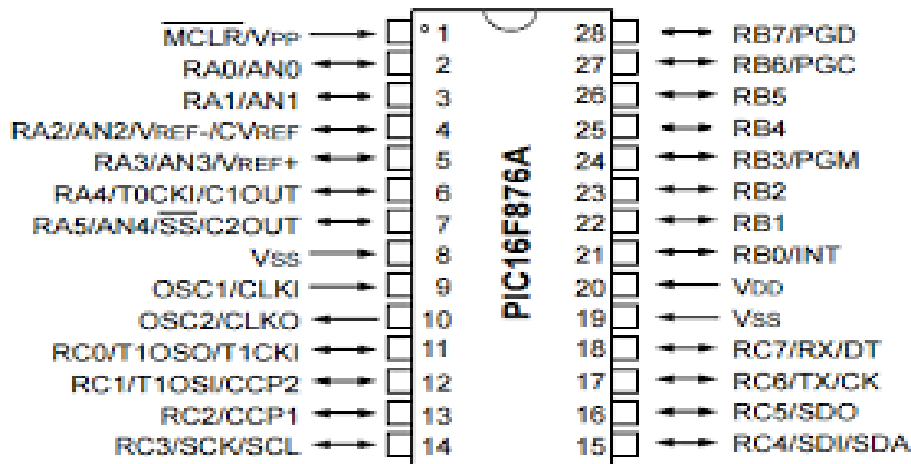 MCLR/VPP 1 28 RB7/PGD
RA0/AN0 2 27 RB6/PGC
RA1/AN1 3 26 RB5
RA2/AN2/VREF-/CVREF 4 25 RB4
RA3/AN3/VREF+ 5 24 RB3/PGM
RA4/T0CKI/C1OUT 6 23 RB2
RA5/AN4/SS/C2OUT 7 22 RB1
VSS 8 21 RB0/INT
OSC1/CLKI 9 20 VDD
OSC2/CLKO 10 19 VSS
RC0/T1OSO/T1CKI 11 18 RC7/RX/DT
RC1/T1OSI/CCP2 12 17 RC6/TX/CK
RC2/CCP1 13 16 RC5/SDO
RC3/SCK/SCL 14 15 RC4/SDI/SDA
PIC16F876A